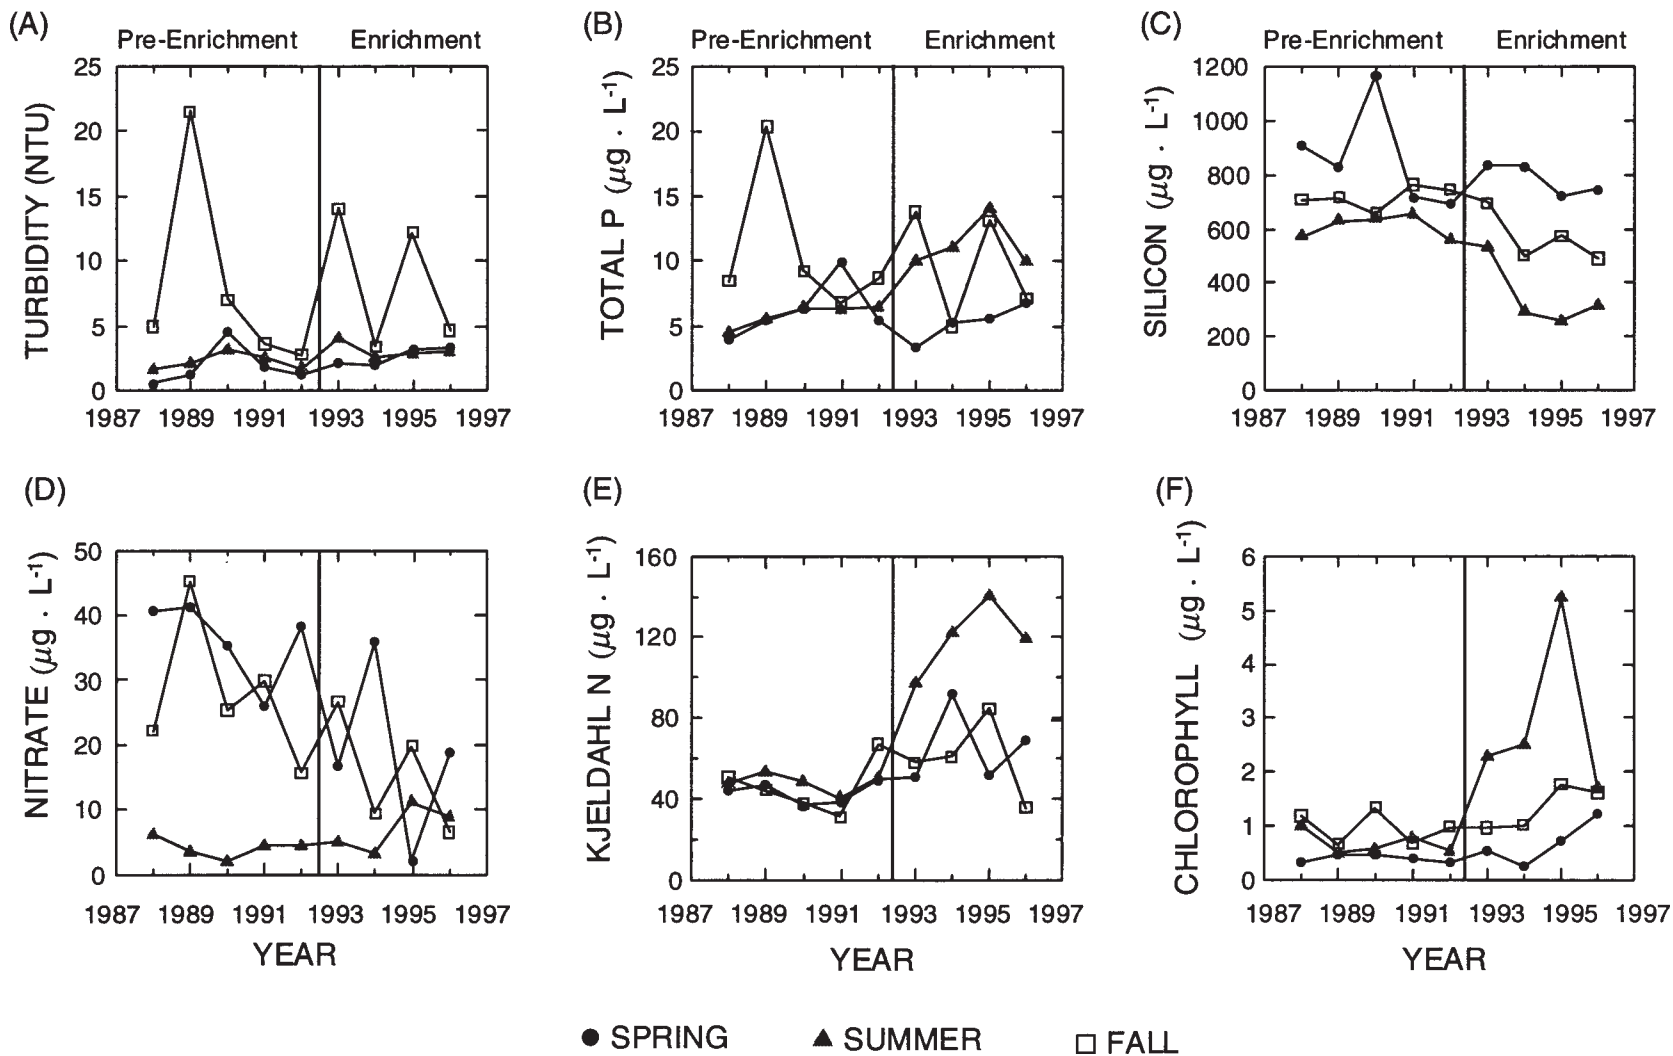 (A)
Pre-Enrichment Enrichment
TURBIDITY (NTU)
25
20
15
10
5
0
1987 1989 1991 1993 1995 1997
(B)
Pre-Enrichment Enrichment
TOTAL P (µg · L-1)
25
20
15
10
5
0
1987 1989 1991 1993 1995 1997
(C)
Pre-Enrichment Enrichment
SILICON (µg · L-1)
1200
1000
800
600
400
200
0
1987 1989 1991 1993 1995 1997
(D)
NITRATE (µg · L-1)
50
40
30
20
10
0
1987 1989 1991 1993 1995 1997
YEAR
(E)
KJELDAHL N (µg · L-1)
160
120
80
40
0
1987 1989 1991 1993 1995 1997
YEAR
(F)
CHLOROPHYLL (µg · L-1)
6
5
4
3
2
1
0
1987 1989 1991 1993 1995 1997
YEAR
SPRING SUMMER FALL